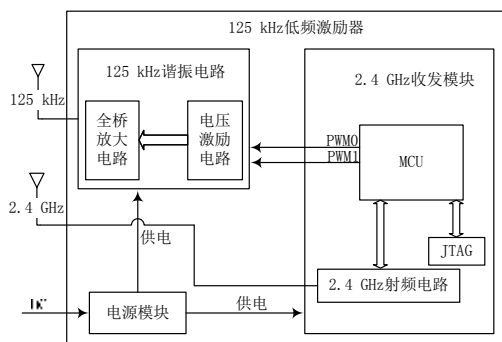 125 kHz低频激励器
125 kHz谐振电路
2.4 GHz收发模块
125 kHz
全桥
放大
电路
电压
激励
电路
PWM0
PWM1
MCU
2.4 GHz
供电
JTAG
2.4 GHz射频电路
电源模块
供电